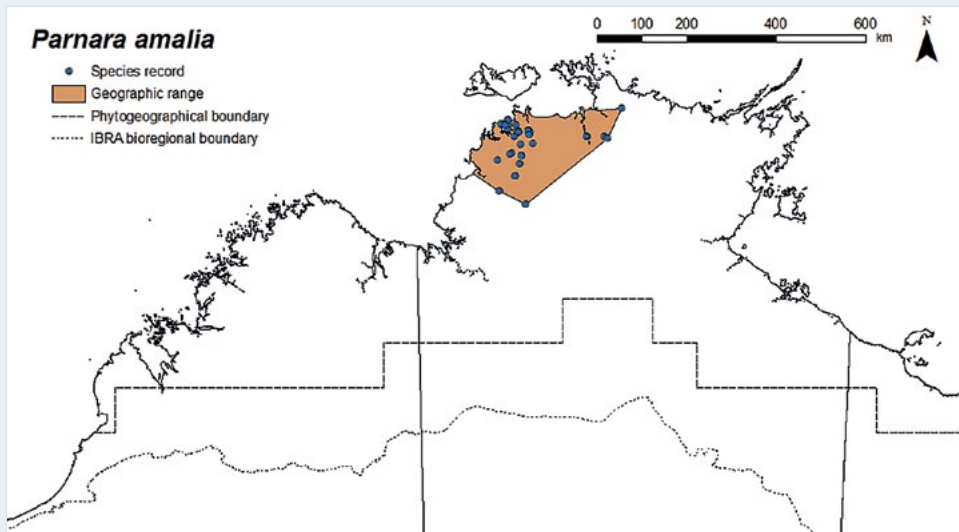 Parnara amalia
Species record
Geographic range
Phytogeographical boundary
IBRA bioregional boundary
0 100 200 400 600
km
N